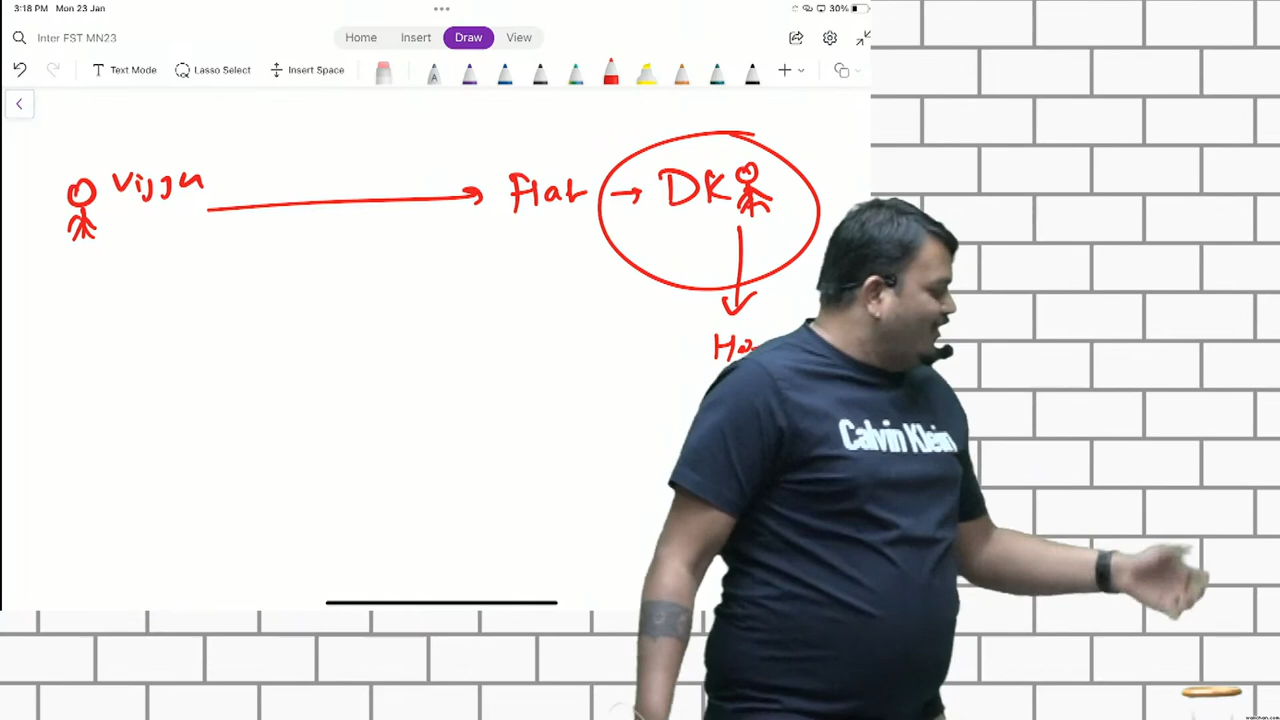 3:18 PM Mon 23 Jan
30%
Inter FST MN23
Home Insert Draw View
Text Mode Lasso Select Insert Space
Viggu
Flat → DK
Calvin Klein